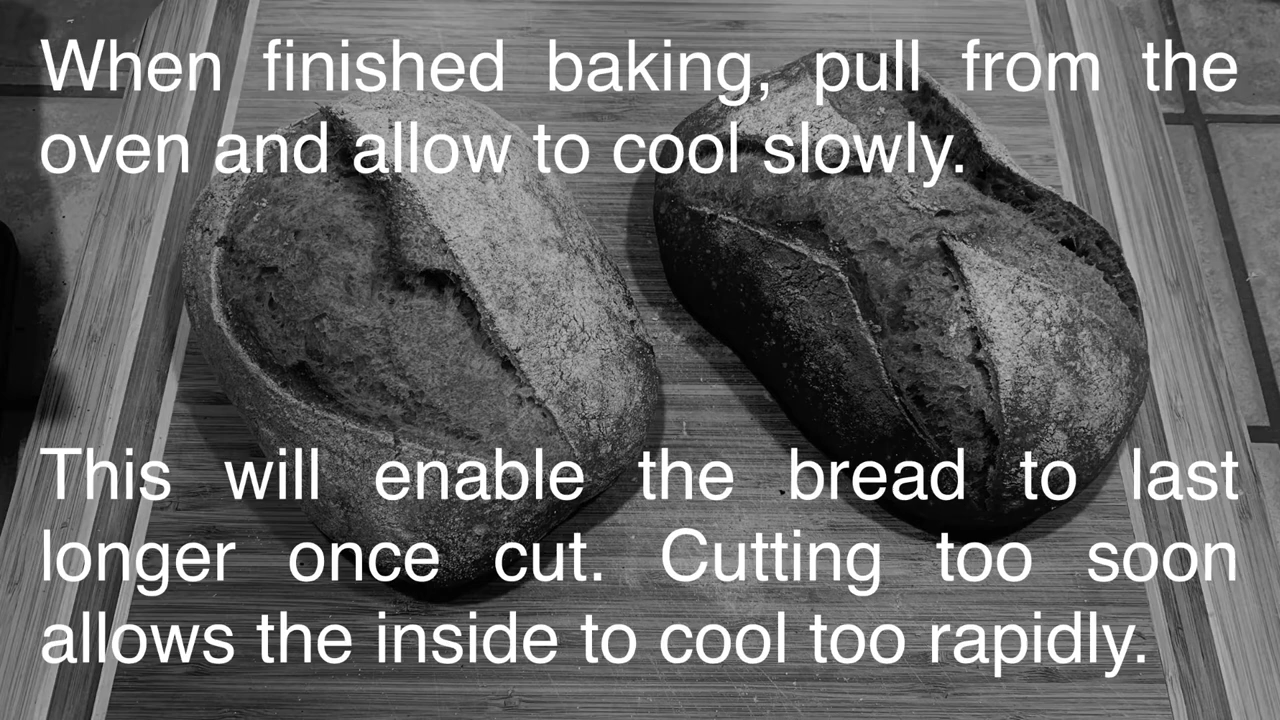 When finished baking, pull from the
oven and allow to cool slowly.
This will enable the bread to last
longer once cut. Cutting too soon
allows the inside to cool too rapidly.